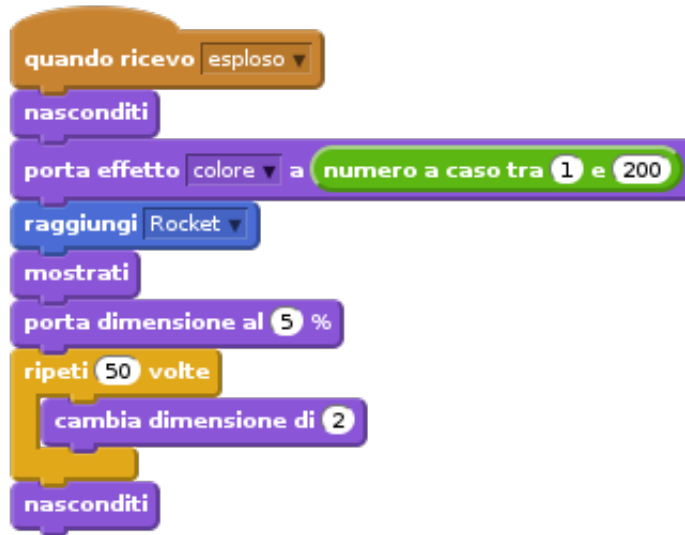 quando ricevo esploso
nasconditi
porta effetto colore a numero a caso tra 1 e 200
raggiungi Rocket
mostrati
porta dimensione al 5 %
ripeti 50 volte
cambia dimensione di 2
nasconditi